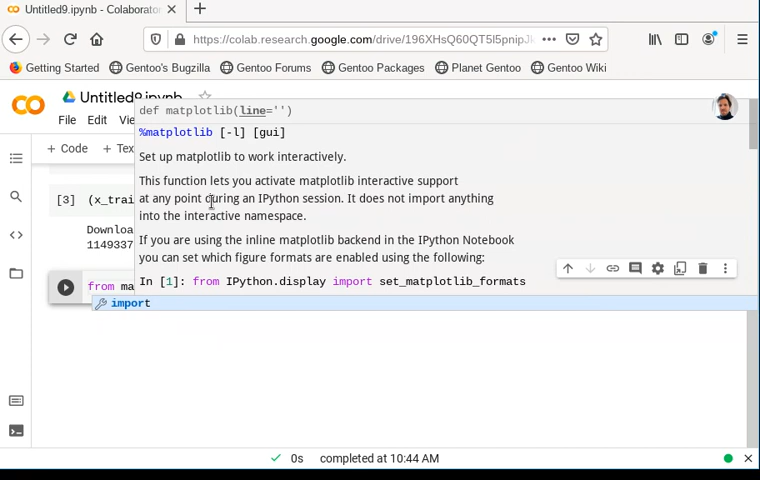 Untitled9.ipynb - Colaborator
https://colab.research.google.com/drive/196XHsQ60QT5l5pnipJ
Getting Started Gentoo's Bugzilla Gentoo Forums Gentoo Packages Planet Gentoo Gentoo Wiki
Untitled9.ipynb
File Edit Vie
+ Code + Tex
def matplotlib(line='')
%matplotlib [-l] [gui]
Set up matplotlib to work interactively.
This function lets you activate matplotlib interactive support
at any point during an IPython session. It does not import anything
into the interactive namespace.
If you are using the inline matplotlib backend in the IPython Notebook
you can set which figure formats are enabled using the following:
In [1]: from IPython.display import set_matplotlib_formats
[3] (x_trai
Downloa
1149337
from ma
import
0s completed at 10:44 AM